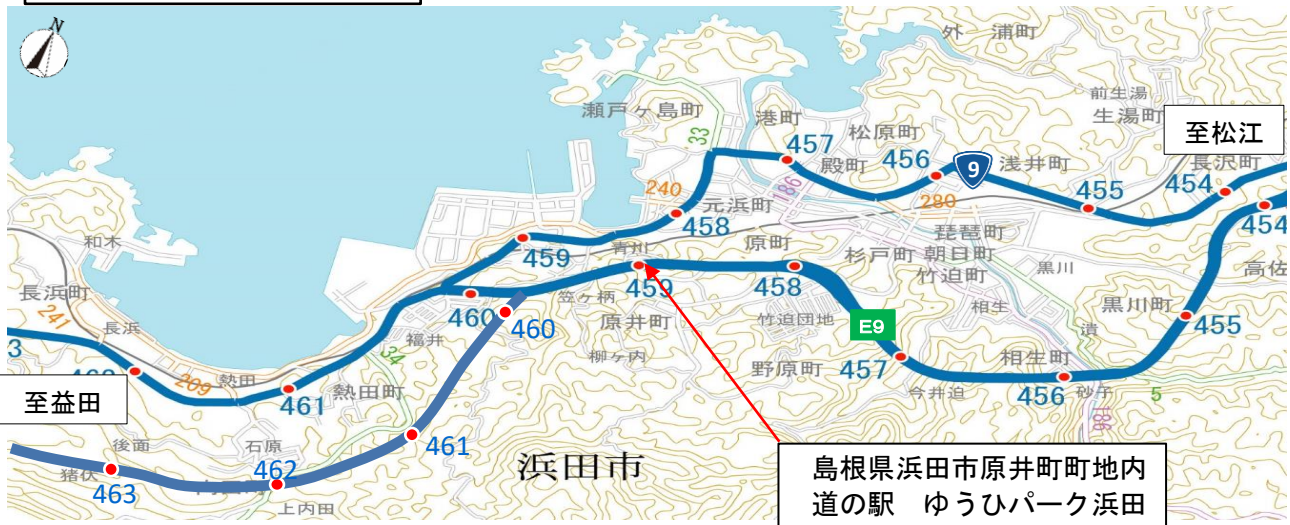 N
外 浦町
前生湯
生湯町
瀬戸ヶ島町
港町
松原町
至松江
33
457
殿町
456
9
浅井町
長沢町
186
455
454
240
元浜町
280
458
琵琶町
454
和木
459
青川
原町
杉戸町
朝日町
竹迫町
黒川
高佐
長浜町
459
458
笠ヶ柄
460
460
原井町
竹迫団地
E9
相生
黒川町
455
241
長浜
福井
34
柳ヶ内
野原町
457
相生町
3
209
熱田
461
熱田町
今井迫
456
砂子
5
186
至益田
後面
石原
461
浜田市
猪伏
462
463
上内田
島根県浜田市原井町町地内
道の駅 ゆうひパーク浜田